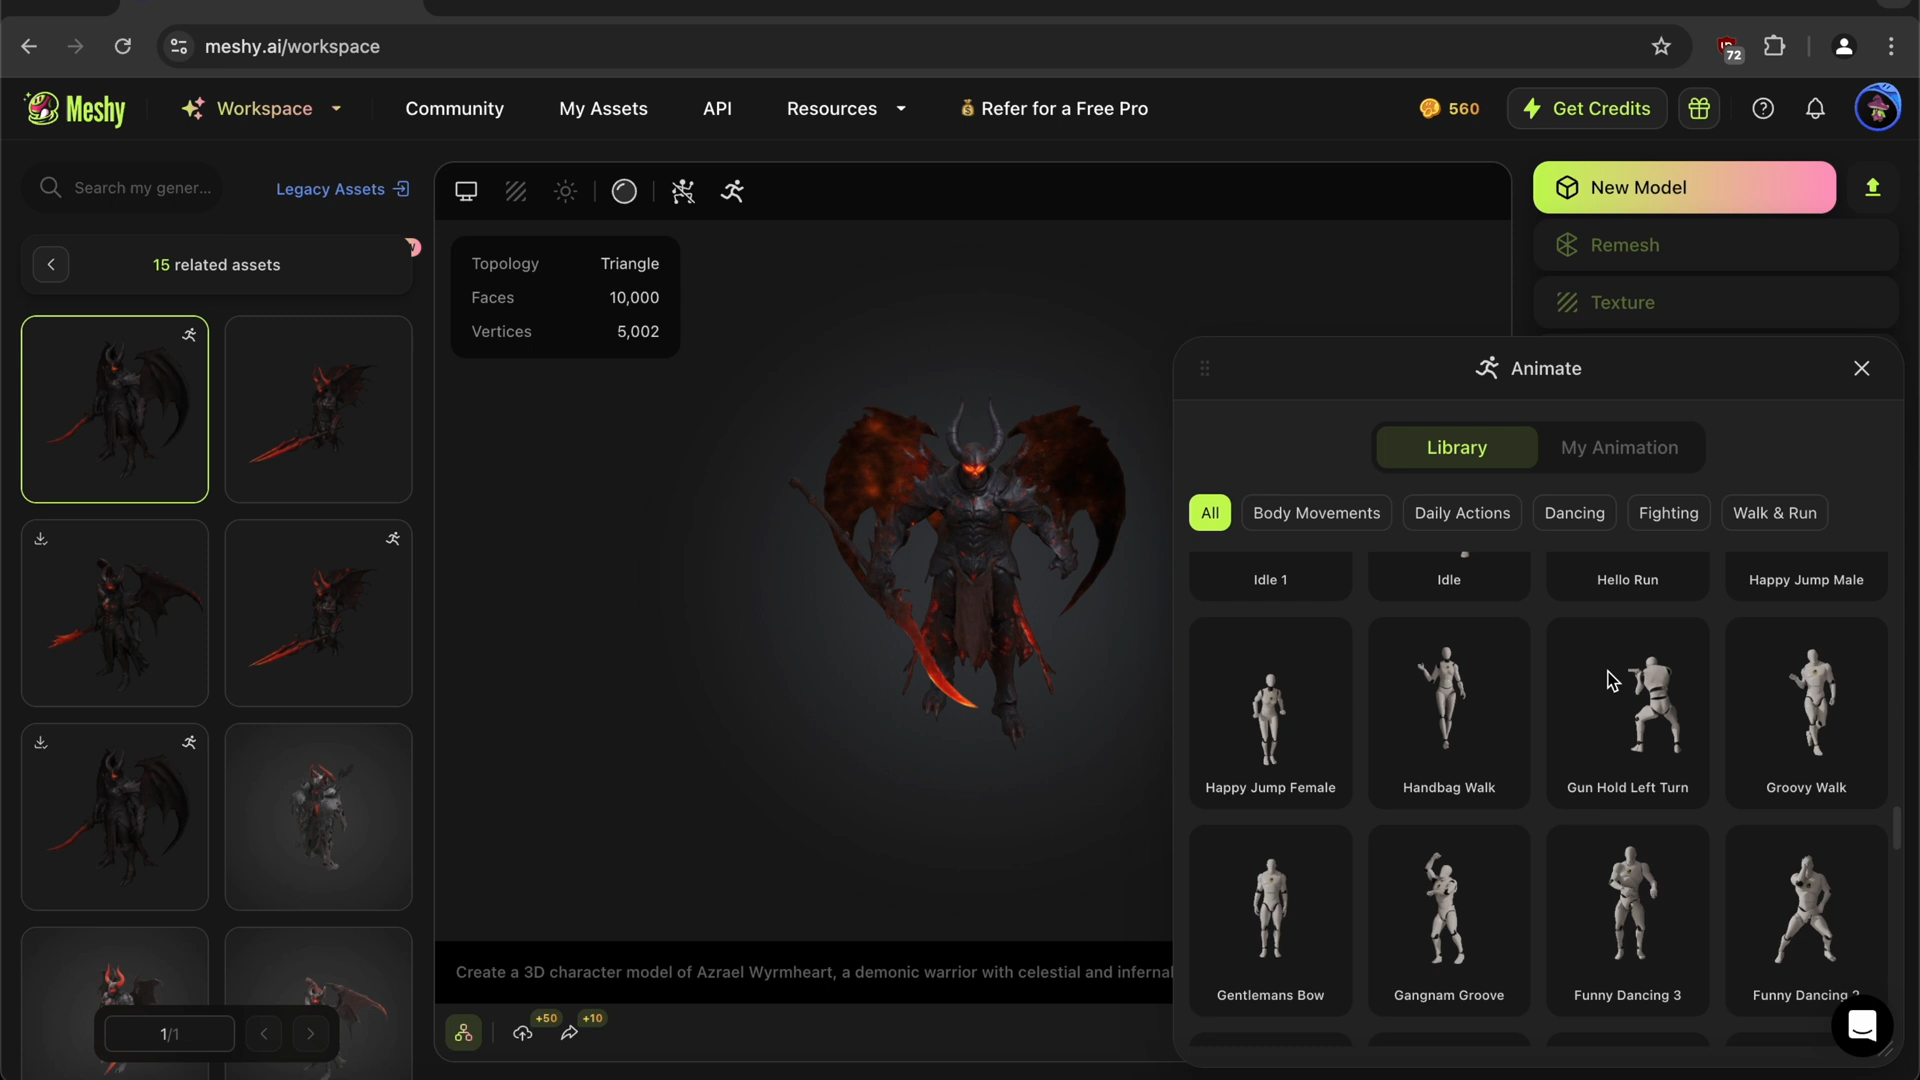 meshy.ai/workspace
72
Meshy
Workspace
Community
My Assets
API
Resources
Refer for a Free Pro
560
Get Credits
Search my gener...
Legacy Assets
New Model
Remesh
Texture
15 related assets
Topology Triangle
Faces 10,000
Vertices 5,002
Animate
Library
My Animation
All
Body Movements
Daily Actions
Dancing
Fighting
Walk & Run
Idle 1
Idle
Hello Run
Happy Jump Male
Happy Jump Female
Handbag Walk
Gun Hold Left Turn
Groovy Walk
Gentlemans Bow
Gangnam Groove
Funny Dancing 3
Funny Dancing 2
Create a 3D character model of Azrael Wyrmheart, a demonic warrior with celestial and infernal
1/1
+50
+10